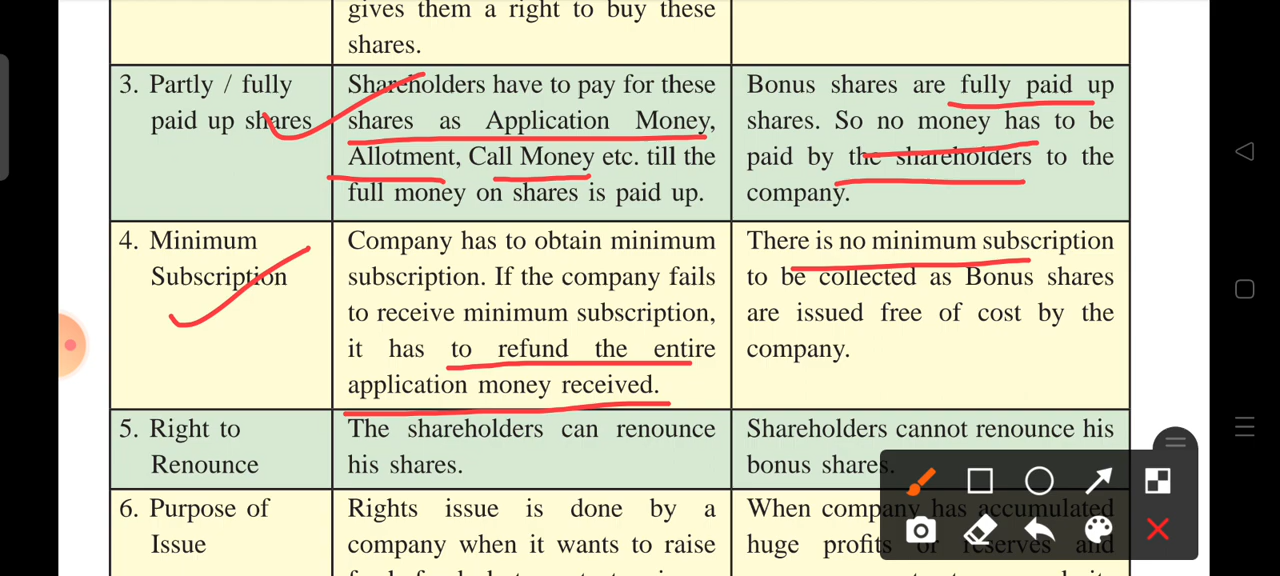 gives them a right to buy these
shares.
3. Partly / fully
paid up shares
Shareholders have to pay for these
shares as Application Money,
Allotment, Call Money etc. till the
full money on shares is paid up.
Bonus shares are fully paid up
shares. So no money has to be
paid by the shareholders to the
company.
4. Minimum
Subscription
Company has to obtain minimum
subscription. If the company fails
to receive minimum subscription,
it has to refund the entire
application money received.
There is no minimum subscription
to be collected as Bonus shares
are issued free of cost by the
company.
5. Right to
Renounce
The shareholders can renounce
his shares.
Shareholders cannot renounce his
bonus shares.
6. Purpose of
Issue
Rights issue is done by a
company when it wants to raise
When company has accumulated
huge profits or reserves and